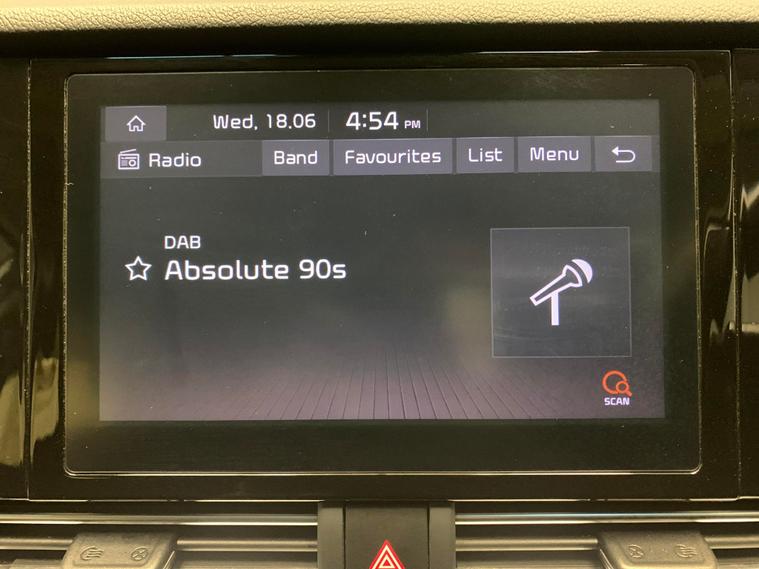 Wed, 18.06 4:54 PM
Radio Band Favourites List Menu
DAB
Absolute 90s
SCAN